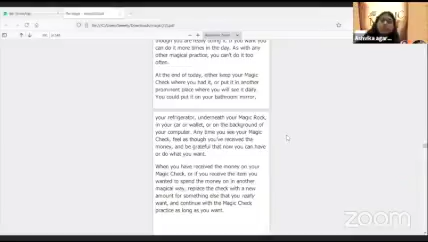 though you are really doing it. If you want you
can do it more times in the day. As with any
other magical practice, you can't do it too
often.
At the end of today, either keep your Magic
Check where you had it, or put it in another
prominent place where you will see it daily.
You could put it on your bathroom mirror,
your refrigerator, underneath your Magic Rock,
in your car or wallet, or on the background of
your computer. Any time you see your Magic
Check, feel as though you've received the
money, and be grateful that now you can have
or do what you want.
When you have received the money on your
Magic Check, or if you receive the item you
wanted to spend the money on in another
magical way, replace the check with a new
amount for something else that you really
want, and continue with the Magic Check
practice as long as you want.
Ashvika agar...
zoom